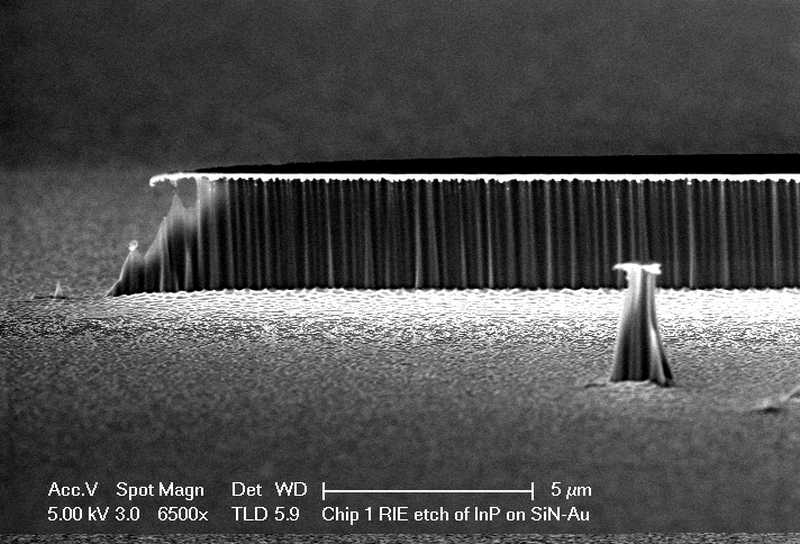 Acc.V Spot Magn Det WD 5 µm
5.00 kV 3.0 6500x TLD 5.9 Chip 1 RIE etch of InP on SiN-Au